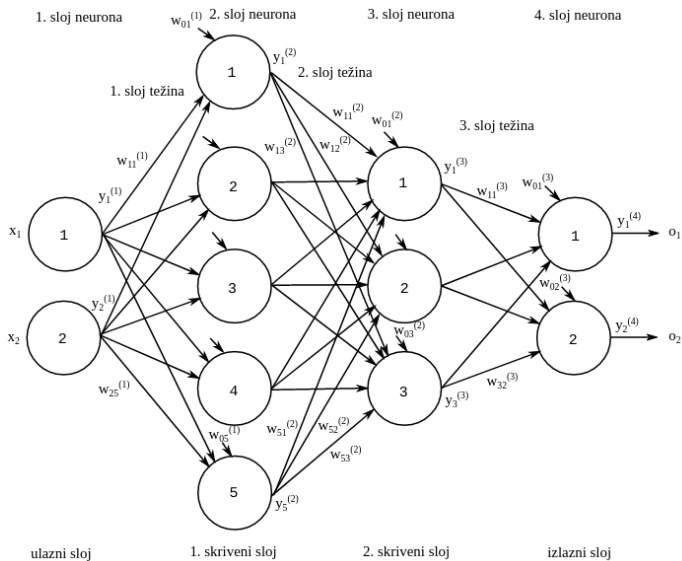 1. sloj neurona
2. sloj neurona
3. sloj neurona
4. sloj neurona
w₀₁⁽¹⁾
1
y₁⁽²⁾
2. sloj težina
1. sloj težina
w₁₁⁽²⁾
w₀₁⁽²⁾
3. sloj težina
w₁₃⁽²⁾
w₁₂⁽²⁾
w₁₁⁽¹⁾
2
1
y₁⁽³⁾
y₁⁽¹⁾
w₁₁⁽³⁾
w₀₁⁽³⁾
x₁
1
1
y₁⁽⁴⁾
o₁
3
2
w₀₂⁽³⁾
y₂⁽¹⁾
x₂
2
w₀₃⁽²⁾
2
y₂⁽⁴⁾
o₂
w₂₅⁽¹⁾
4
3
y₃⁽³⁾
w₃₂⁽³⁾
w₀₅⁽¹⁾
w₅₁⁽²⁾
w₅₂⁽²⁾
w₅₃⁽²⁾
5
y₅⁽²⁾
ulazni sloj
1. skriveni sloj
2. skriveni sloj
izlazni sloj